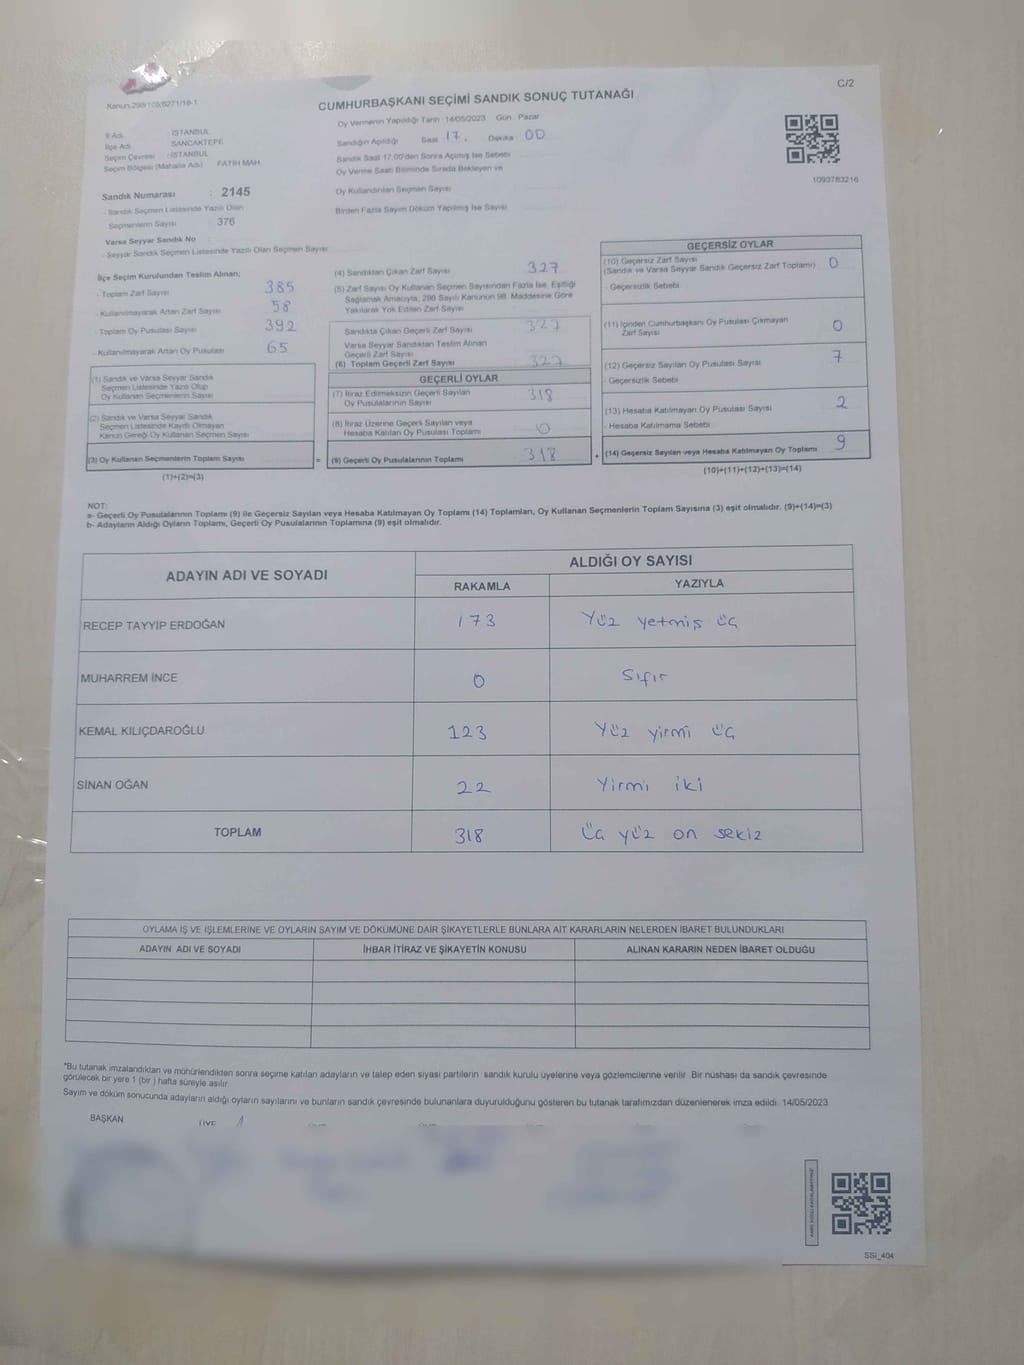 C/2
Kanun:298/105/6271/16-1
CUMHURBAŞKANI SEÇİMİ SANDIK SONUÇ TUTANAĞI
Oy Vermenin Yapıldığı Tarih : 14/05/2023 Gün : Pazar
İl Adı : İSTANBUL
İlçe Adı : SANCAKTEPE
Seçim Çevresi : İSTANBUL
Seçim Bölgesi (Mahalle Adı) : FATİH MAH.
Sandık Numarası : 2145
- Sandık Seçmen Listesinde Yazılı Olan
Seçmenlerin Sayısı : 376
Varsa Seyyar Sandık No :
- Seyyar Sandık Seçmen Listesinde Yazılı Olan Seçmen Sayısı
Sandığın Açıldığı Saat 17. Dakika 00
Sandık Saat 17:00'den Sonra Açılmış İse Sebebi
Oy Verme Saati Bitiminde Sırada Bekleyen ve
Oy Kullandırılan Seçmen Sayısı
Birden Fazla Sayım Döküm Yapılmış İse Sayısı
1093783216
İlçe Seçim Kurulundan Teslim Alınan;
- Toplam Zarf Sayısı 385
- Kullanılmayarak Artan Zarf Sayısı 58
- Toplam Oy Pusulası Sayısı 392
- Kullanılmayarak Artan Oy Pusulası 65
(1) Sandık ve Varsa Seyyar Sandık
Seçmen Listesinde Yazılı Olup
Oy Kullanan Seçmenlerin Sayısı
(2) Sandık ve Varsa Seyyar Sandık
Seçmen Listesinde Kayıtlı Olmayan
Kanun Gereği Oy Kullanan Seçmen Sayısı
(3) Oy Kullanan Seçmenlerin Toplam Sayısı =
(1)+(2)=(3)
(4) Sandıktan Çıkan Zarf Sayısı 327
(5) Zarf Sayısı Oy Kullanan Seçmen Sayısından Fazla İse, Eşitliği
Sağlamak Amacıyla, 298 Sayılı Kanunun 98. Maddesine Göre
Yakılarak Yok Edilen Zarf Sayısı
Sandıkta Çıkan Geçerli Zarf Sayısı 327
Varsa Seyyar Sandıktan Teslim Alınan
Geçerli Zarf Sayısı
(6) Toplam Geçerli Zarf Sayısı 327
GEÇERLİ OYLAR
(7) İtiraz Edilmeksizin Geçerli Sayılan
Oy Pusulalarının Sayısı 318
(8) İtiraz Üzerine Geçerli Sayılan veya
Hesaba Katılan Oy Pusulası Toplamı 0
(9) Geçerli Oy Pusulalarının Toplamı 318 +
GEÇERSİZ OYLAR
(10) Geçersiz Zarf Sayısı
(Sandık ve Varsa Seyyar Sandık Geçersiz Zarf Toplamı) 0
- Geçersizlik Sebebi
(11) İçinden Cumhurbaşkanı Oy Pusulası Çıkmayan
Zarf Sayısı 0
(12) Geçersiz Sayılan Oy Pusulası Sayısı 7
- Geçersizlik Sebebi
(13) Hesaba Katılmayan Oy Pusulası Sayısı 2
- Hesaba Katılmama Sebebi
(14) Geçersiz Sayılan veya Hesaba Katılmayan Oy Toplamı 9
(10)+(11)+(12)+(13)=(14)
NOT:
a- Geçerli Oy Pusulalarının Toplamı (9) ile Geçersiz Sayılan veya Hesaba Katılmayan Oy Toplamı (14) Toplamları, Oy Kullanan Seçmenlerin Toplam Sayısına (3) eşit olmalıdır. (9)+(14)=(3)
b- Adayların Aldığı Oyların Toplamı, Geçerli Oy Pusulalarının Toplamına (9) eşit olmalıdır.
ADAYIN ADI VE SOYADI
ALDIĞI OY SAYISI
RAKAMLA YAZIYLA
RECEP TAYYİP ERDOĞAN 173 Yüz yetmiş üç
MUHARREM İNCE 0 Sıfır
KEMAL KILIÇDAROĞLU 123 Yüz yirmi üç
SİNAN OĞAN 22 Yirmi iki
TOPLAM 318 Üç yüz on sekiz
OYLAMA İŞ VE İŞLEMLERİNE VE OYLARIN SAYIM VE DÖKÜMÜNE DAİR ŞİKAYETLERLE BUNLARA AİT KARARLARIN NELERDEN İBARET BULUNDUKLARI
ADAYIN ADI VE SOYADI İHBAR İTİRAZ VE ŞİKAYETİN KONUSU ALINAN KARARIN NEDEN İBARET OLDUĞU
*Bu tutanak imzalandıktan ve mühürlendikten sonra seçime katılan adayların ve talep eden siyasi partilerin sandık kurulu üyelerine veya gözlemcilerine verilir. Bir nüshası da sandık çevresinde
görülecek bir yere 1 (bir) hafta süreyle asılır.
Sayım ve döküm sonucunda adayların aldığı oyların sayılarını ve bunların sandık çevresinde bulunanlara duyurulduğunu gösteren bu tutanak tarafımızdan düzenlenerek imza edildi. 14/05/2023
BAŞKAN
SSİ_404